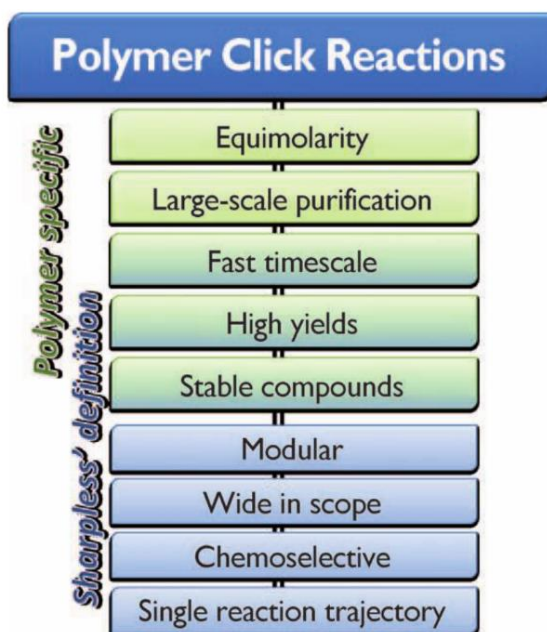 Polymer Click Reactions
Polymer specific
Sharpless' definition
Equimolarity
Large-scale purification
Fast timescale
High yields
Stable compounds
Modular
Wide in scope
Chemoselective
Single reaction trajectory